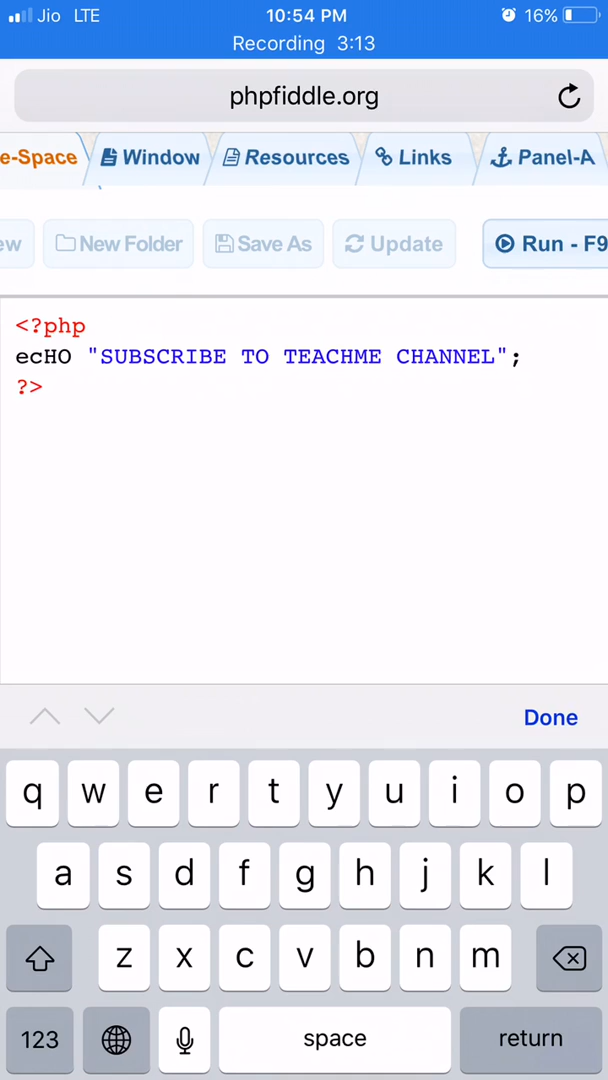 Jio LTE 10:54 PM 16%
Recording 3:13
phpfiddle.org
e-Space Window Resources Links Panel-A
ew New Folder Save As Update Run - F9
<?php
ecHO "SUBSCRIBE TO TEACHME CHANNEL";
?>
Done
q w e r t y u i o p
a s d f g h j k l
z x c v b n m
123 space return